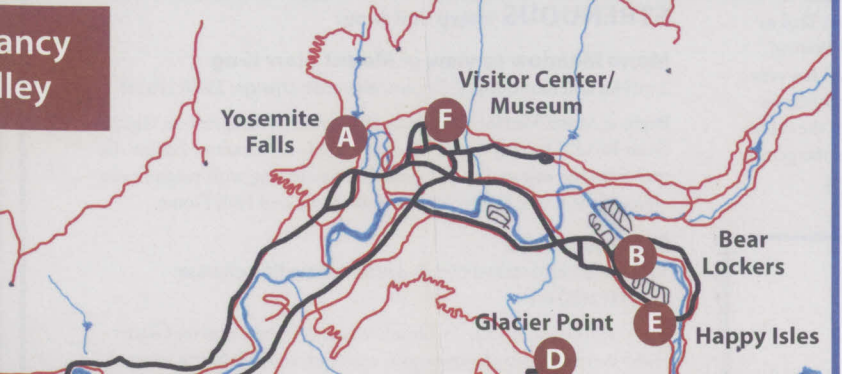 ancy
lley
Visitor Center/
Museum
Yosemite
Falls
A
F
Bear
Lockers
B
Glacier Point
E
Happy Isles
D